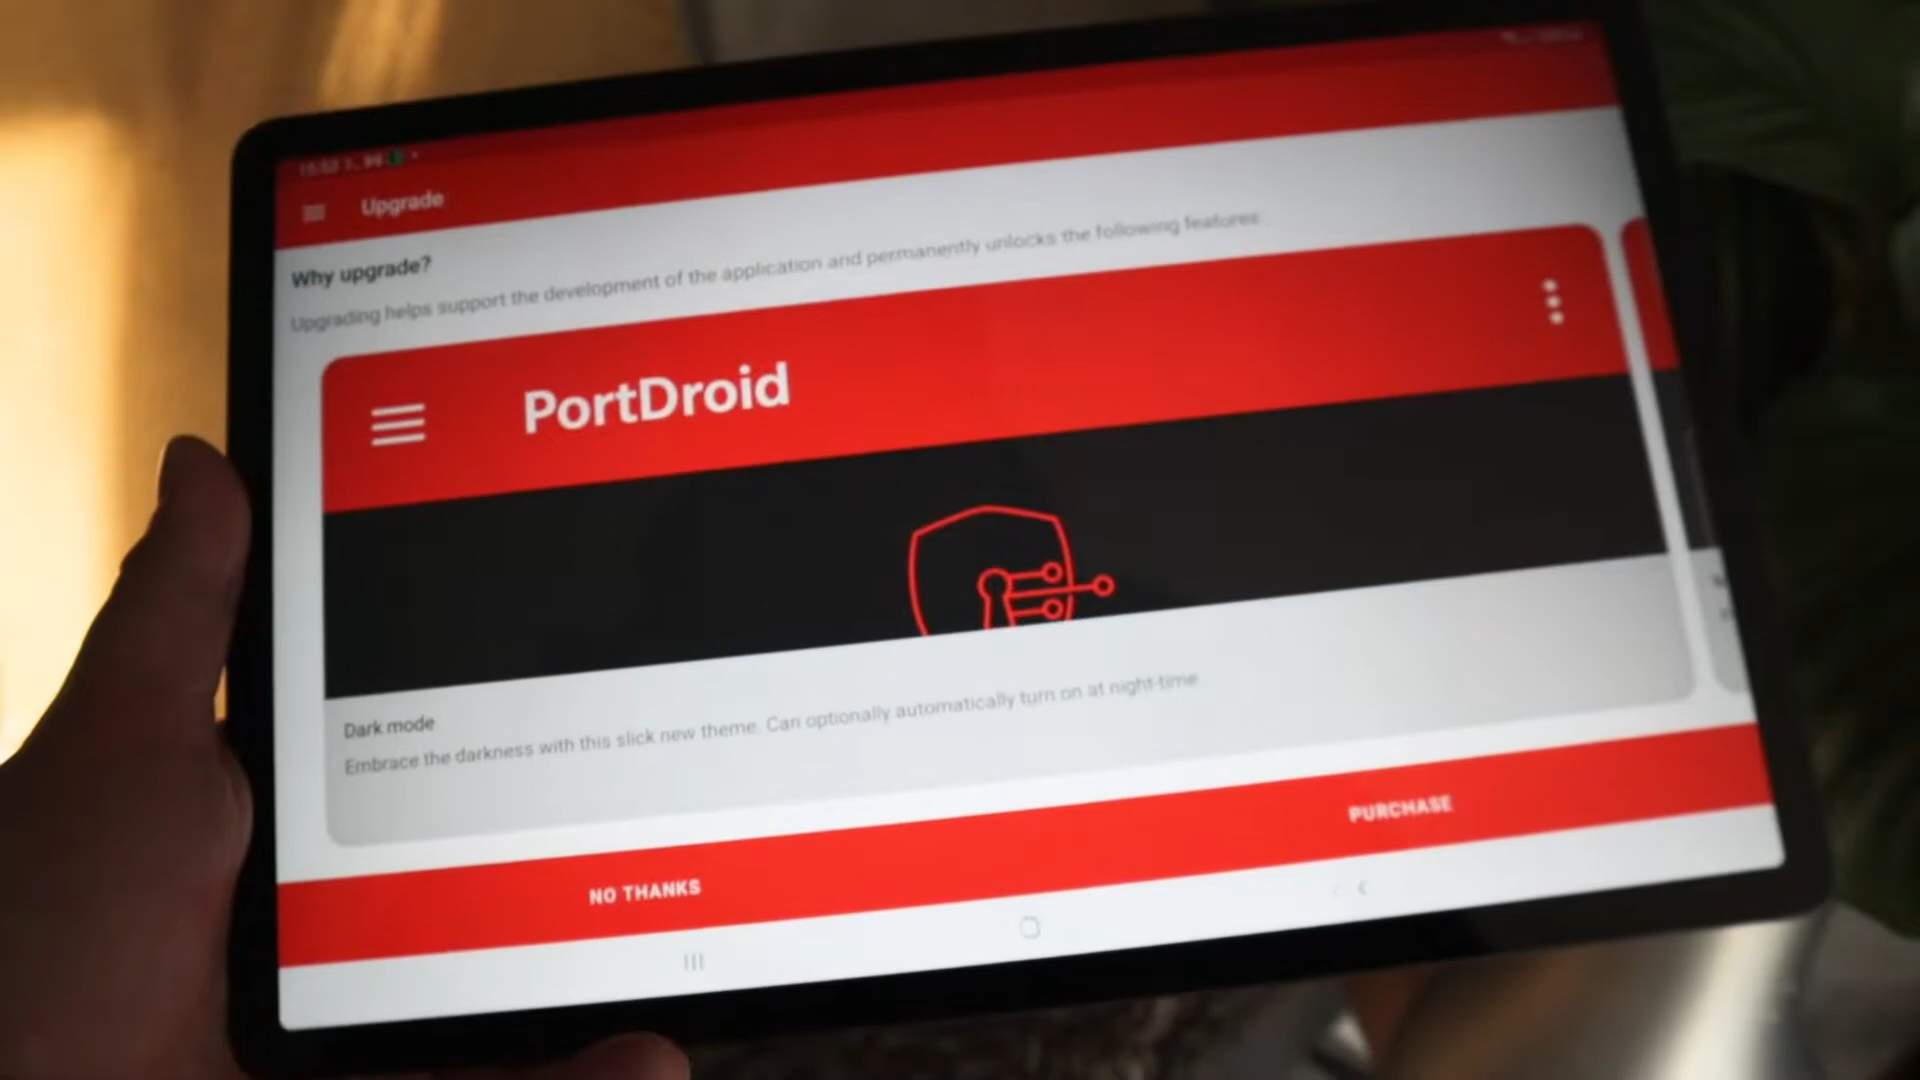 Upgrade
Why upgrade?
Upgrading helps support the development of the application and permanently unlocks the following features:
PortDroid
Dark mode
Embrace the darkness with this slick new theme. Can optionally automatically turn on at night-time
NO THANKS
PURCHASE